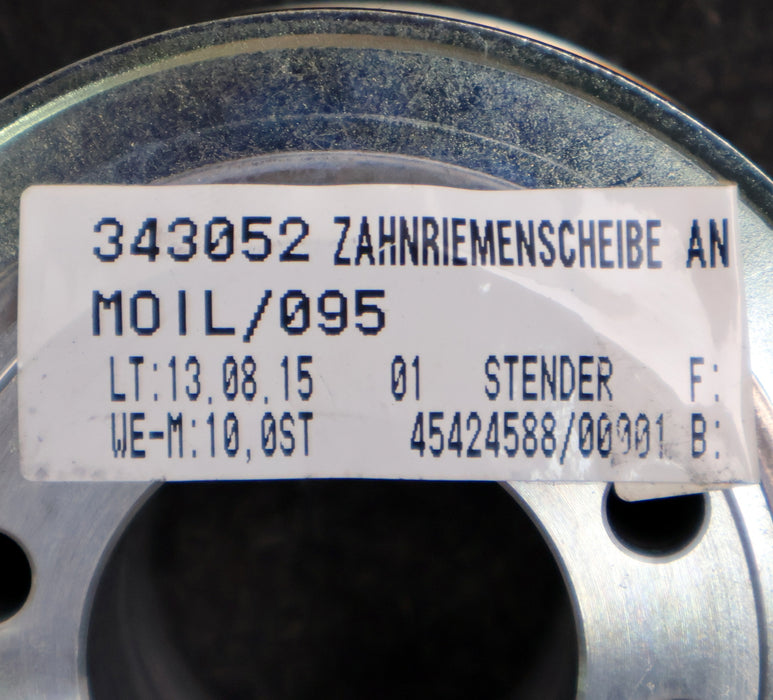 343052 ZAHNRIEMENSCHEIBE AN
MOIL/095
LT:13.08.15 01 STENDER F:
WE-M:10,0ST 45424588/00001 B: